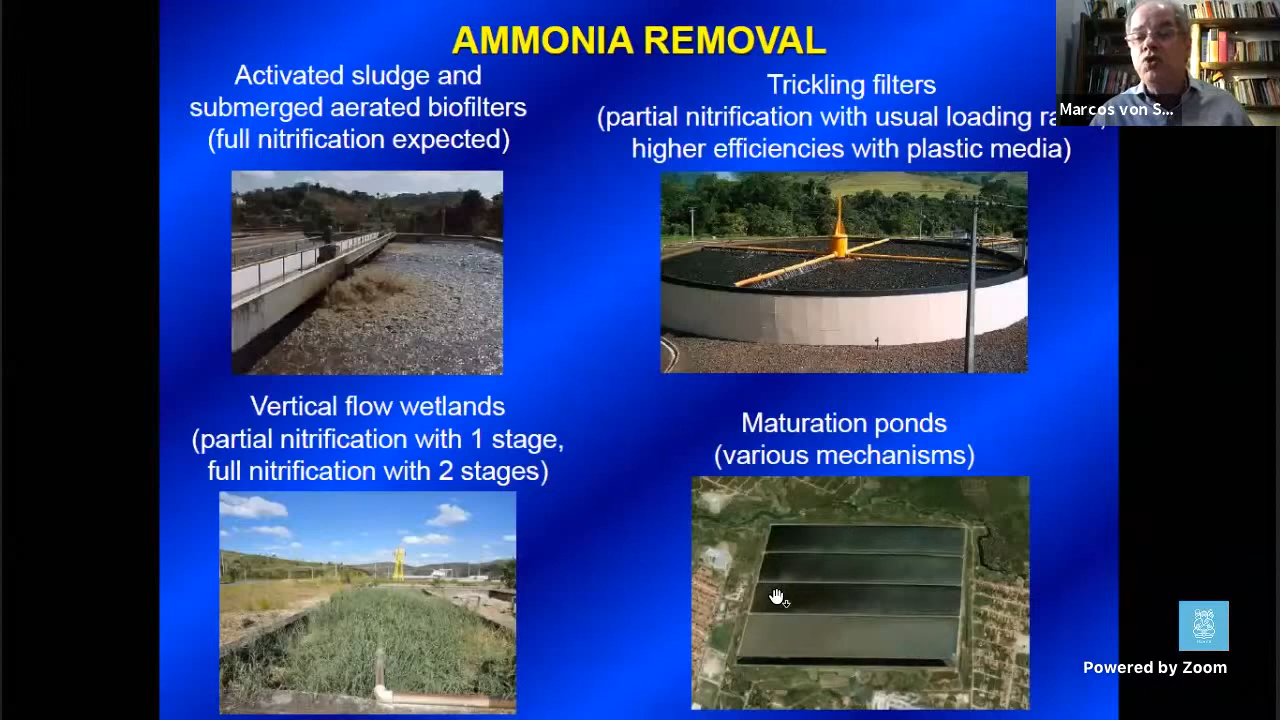 AMMONIA REMOVAL
Activated sludge and
submerged aerated biofilters
(full nitrification expected)
Trickling filters
(partial nitrification with usual loading
higher efficiencies with plastic media)
Marcos von S...
Vertical flow wetlands
(partial nitrification with 1 stage,
full nitrification with 2 stages)
Maturation ponds
(various mechanisms)
Powered by Zoom